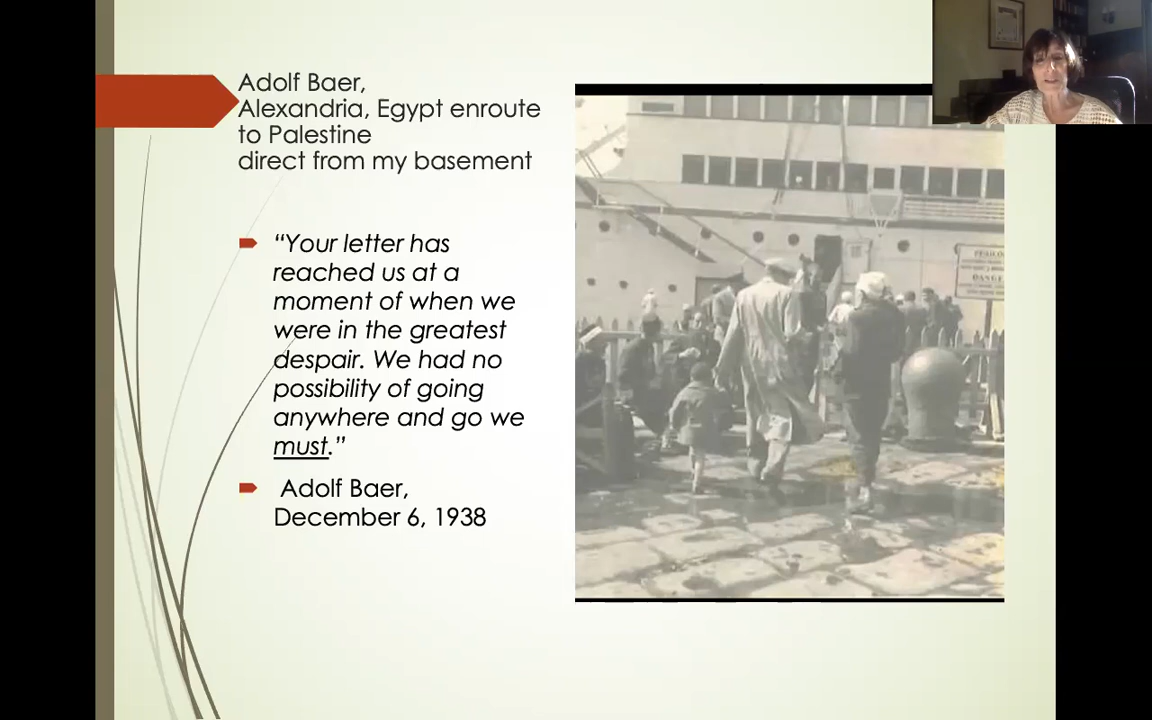 Adolf Baer,
Alexandria, Egypt enroute
to Palestine
direct from my basement
“Your letter has
reached us at a
moment of when we
were in the greatest
despair. We had no
possibility of going
anywhere and go we
must.”
Adolf Baer,
December 6, 1938
DANGE